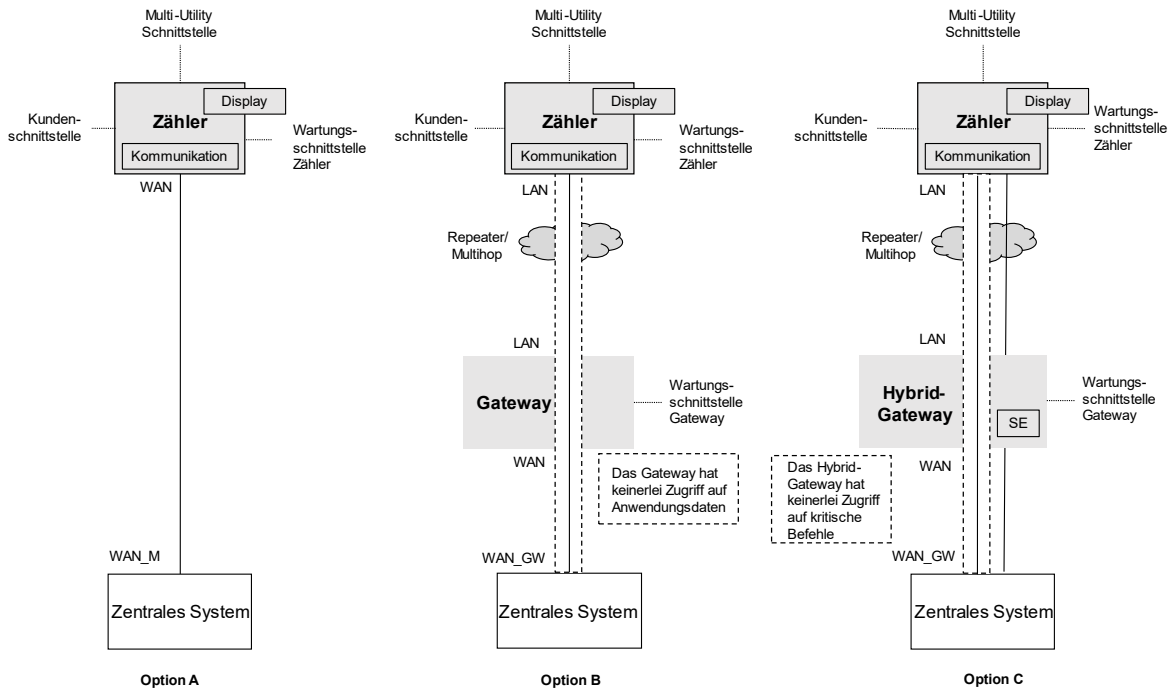 Multi-Utility
Schnittstelle
Display
Kunden-
schnittstelle
Zähler
Wartungs-
schnittstelle
Zähler
Kommunikation
WAN
WAN_M
Zentrales System
Option A
Multi-Utility
Schnittstelle
Display
Kunden-
schnittstelle
Zähler
Wartungs-
schnittstelle
Zähler
Kommunikation
LAN
Repeater/
Multihop
LAN
Gateway
Wartungs-
schnittstelle
Gateway
WAN
Das Gateway hat
keinerlei Zugriff auf
Anwendungsdaten
WAN_GW
Zentrales System
Option B
Multi-Utility
Schnittstelle
Display
Kunden-
schnittstelle
Zähler
Wartungs-
schnittstelle
Zähler
Kommunikation
LAN
Repeater/
Multihop
LAN
Hybrid-
Gateway
SE
Wartungs-
schnittstelle
Gateway
WAN
Das Hybrid-
Gateway hat
keinerlei Zugriff
auf kritische
Befehle
WAN_GW
Zentrales System
Option C